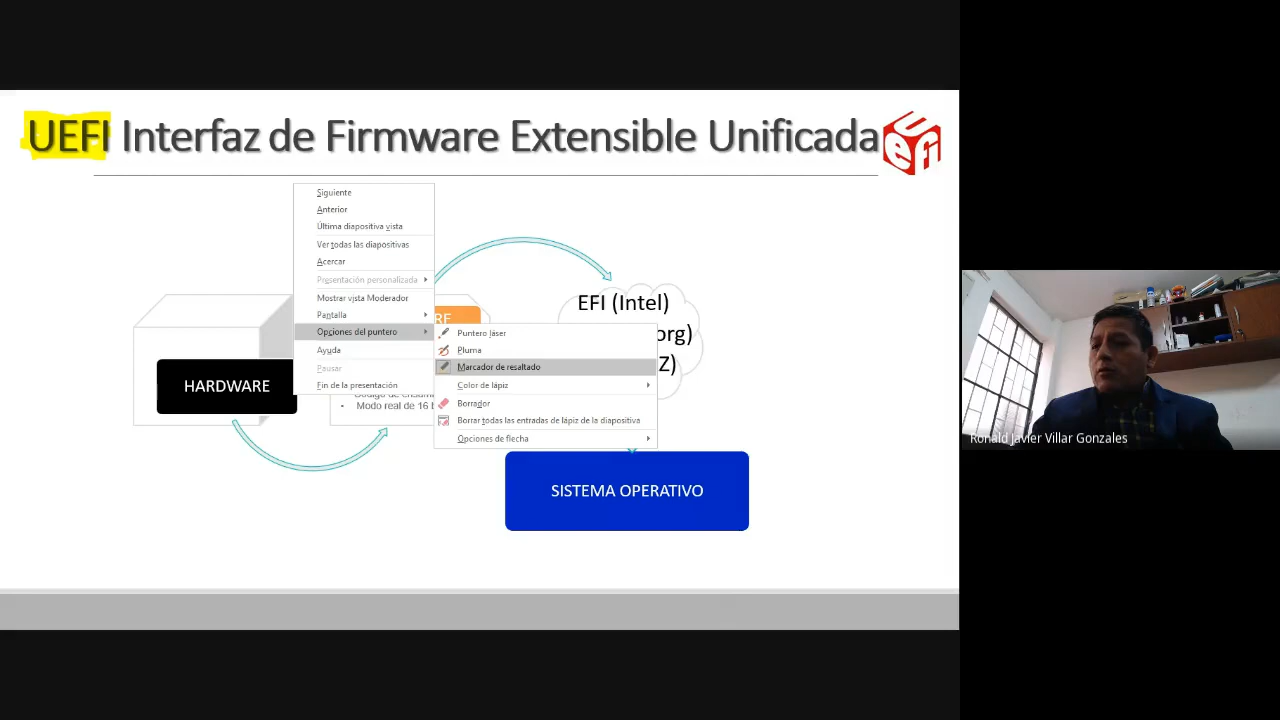 UEFI Interfaz de Firmware Extensible Unificada
uefi
Siguiente
Anterior
Última diapositiva vista
Ver todas las diapositivas
Acercar
Presentación personalizada
Mostrar vista Moderador
Pantalla
Opciones del puntero
Ayuda
Pausar
Fin de la presentación
Puntero láser
Pluma
Marcador de resaltado
Color de lápiz
Borrador
Borrar todas las entradas de lápiz de la diapositiva
Opciones de flecha
HARDWARE
RE
• Modo real de 16 b
EFI (Intel)
org)
Z)
SISTEMA OPERATIVO
Ronald Javier Villar Gonzales